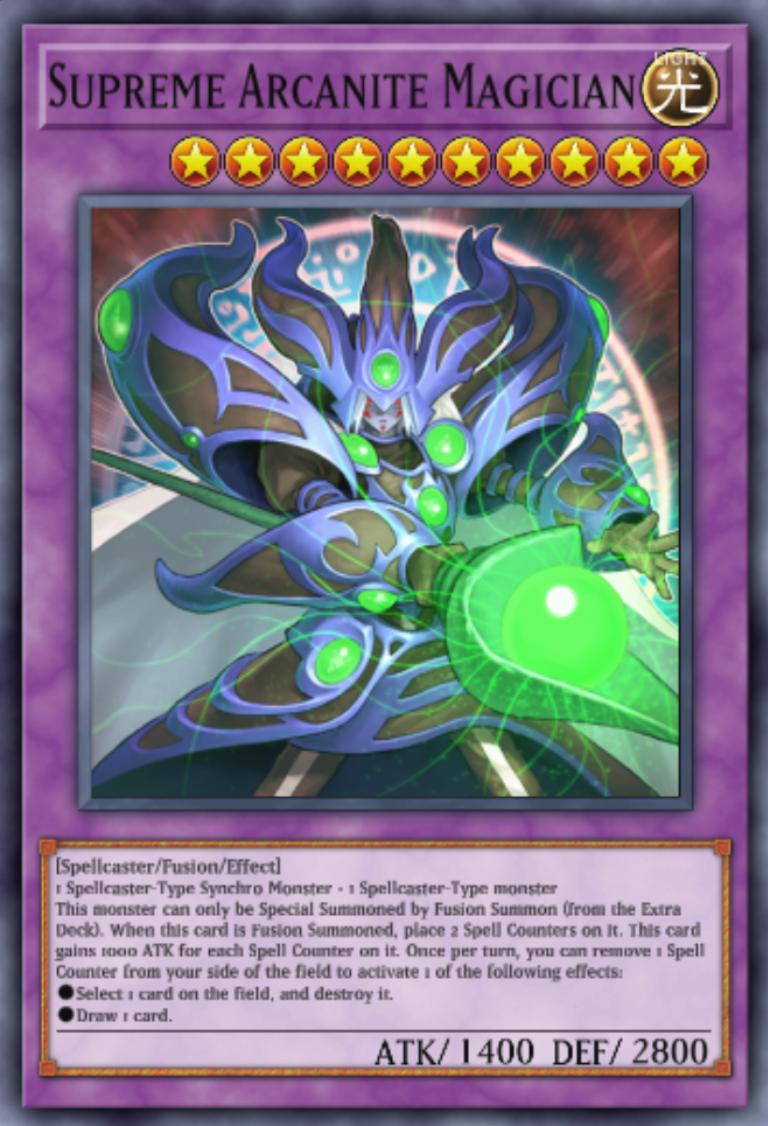 Supreme Arcanite Magician
LIGHT
光
[Spellcaster/Fusion/Effect]
1 Spellcaster-Type Synchro Monster - 1 Spellcaster-Type monster
This monster can only be Special Summoned by Fusion Summon (from the Extra
Deck). When this card is Fusion Summoned, place 2 Spell Counters on it. This card
gains 1000 ATK for each Spell Counter on it. Once per turn, you can remove 1 Spell
Counter from your side of the field to activate 1 of the following effects:
●Select 1 card on the field, and destroy it.
●Draw 1 card.
ATK/ 1400 DEF/ 2800